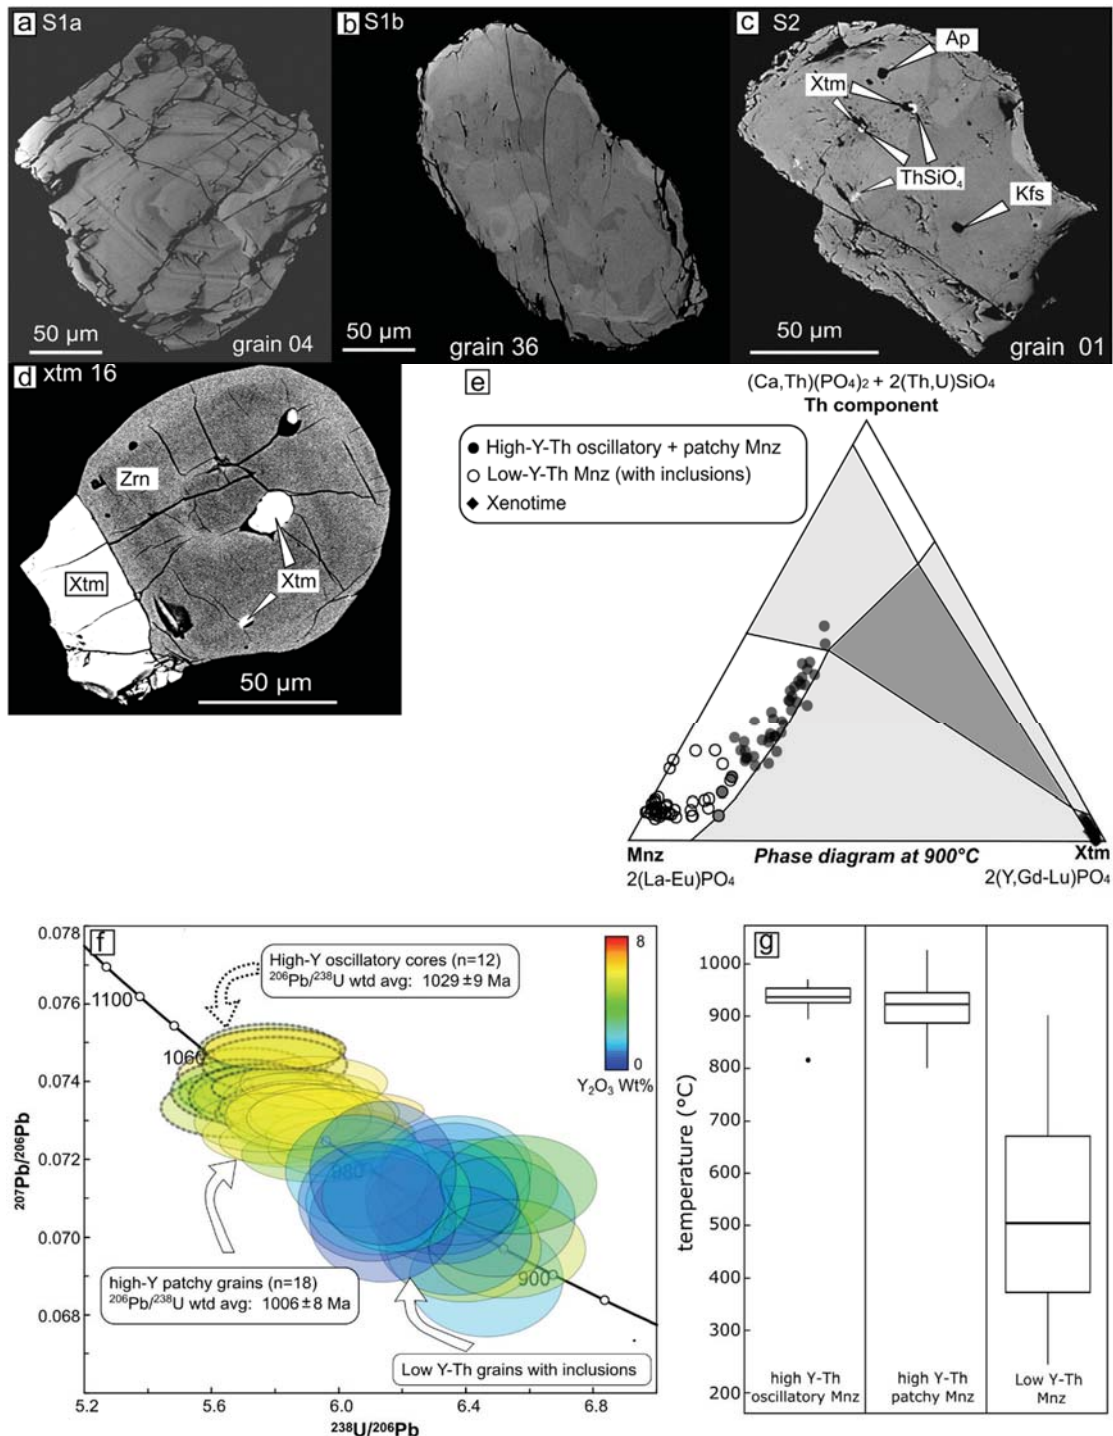 a S1a
50 µm
grain 04
b S1b
50 µm
grain 36
c S2
Ap
Xtm
ThSiO₄
Kfs
50 µm
grain 01
d xtm 16
Zrn
Xtm
Xtm
50 µm
e
(Ca,Th)(PO₄)₂ + 2(Th,U)SiO₄
Th component
High-Y-Th oscillatory + patchy Mnz
Low-Y-Th Mnz (with inclusions)
Xenotime
Mnz
Phase diagram at 900°C
Xtm
2(La-Eu)PO₄
2(Y,Gd-Lu)PO₄
f
0.078
0.076
0.074
0.072
0.070
0.068
²⁰⁷Pb/²⁰⁶Pb
1100
1060
980
900
High-Y oscillatory cores (n=12)
²⁰⁶Pb/²³⁸U wtd avg: 1029 ±9 Ma
8
0
Y₂O₃ Wt%
high-Y patchy grains (n=18)
²⁰⁶Pb/²³⁸U wtd avg: 1006 ± 8 Ma
Low Y-Th grains with inclusions
5.2 5.6 6.0 6.4 6.8
²³⁸U/²⁰⁶Pb
g
1000
900
800
700
600
500
400
300
200
temperature (°C)
high Y-Th
oscillatory Mnz
high Y-Th
patchy Mnz
Low Y-Th
Mnz